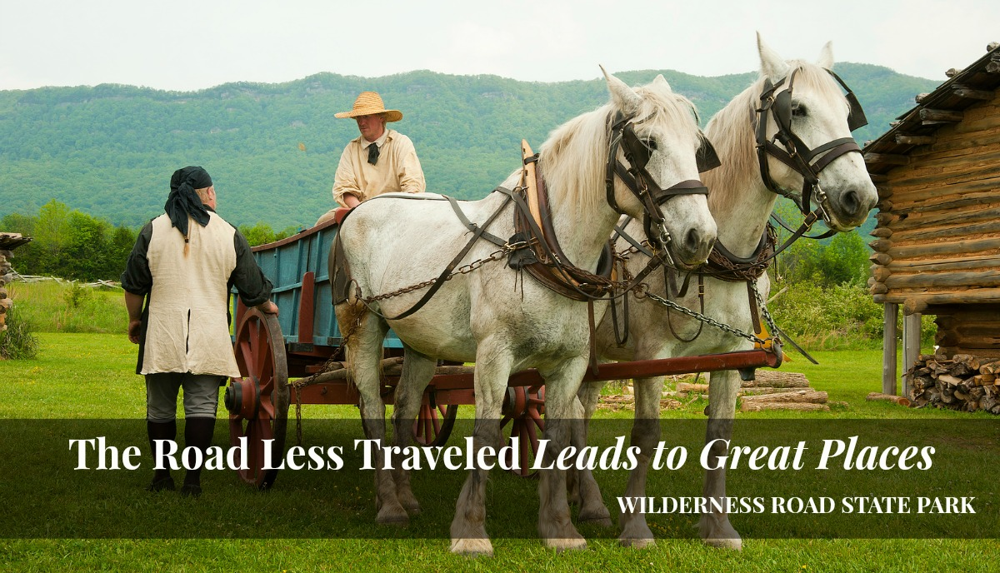 The Road Less Traveled Leads to Great Places
WILDERNESS ROAD STATE PARK